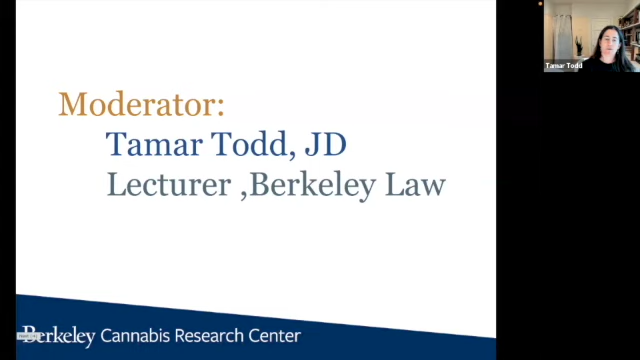 Moderator:
Tamar Todd, JD
Lecturer ,Berkeley Law
Berkeley Cannabis Research Center
Tamar Todd